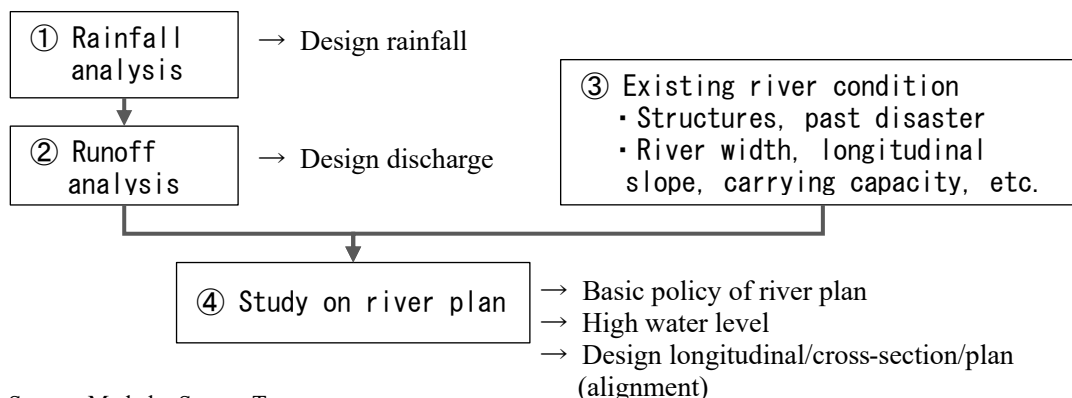 ① Rainfall
analysis
→ Design rainfall
② Runoff
analysis
→ Design discharge
③ Existing river condition
・Structures, past disaster
・River width, longitudinal
slope, carrying capacity, etc.
④ Study on river plan
→ Basic policy of river plan
→ High water level
→ Design longitudinal/cross-section/plan
(alignment)